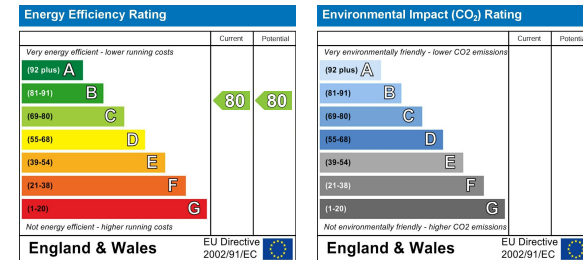 Energy Efficiency Rating
Current Potential
Very energy efficient - lower running costs
(92 plus) A
(81-91) B
(69-80) C
80 80
(55-68) D
(39-54) E
(21-38) F
(1-20) G
Not energy efficient - higher running costs
England & Wales
EU Directive
2002/91/EC
Environmental Impact (CO₂) Rating
Current Potential
Very environmentally friendly - lower CO2 emissions
(92 plus) A
(81-91) B
(69-80) C
(55-68) D
(39-54) E
(21-38) F
(1-20) G
Not environmentally friendly - higher CO2 emissions
England & Wales
EU Directive
2002/91/EC